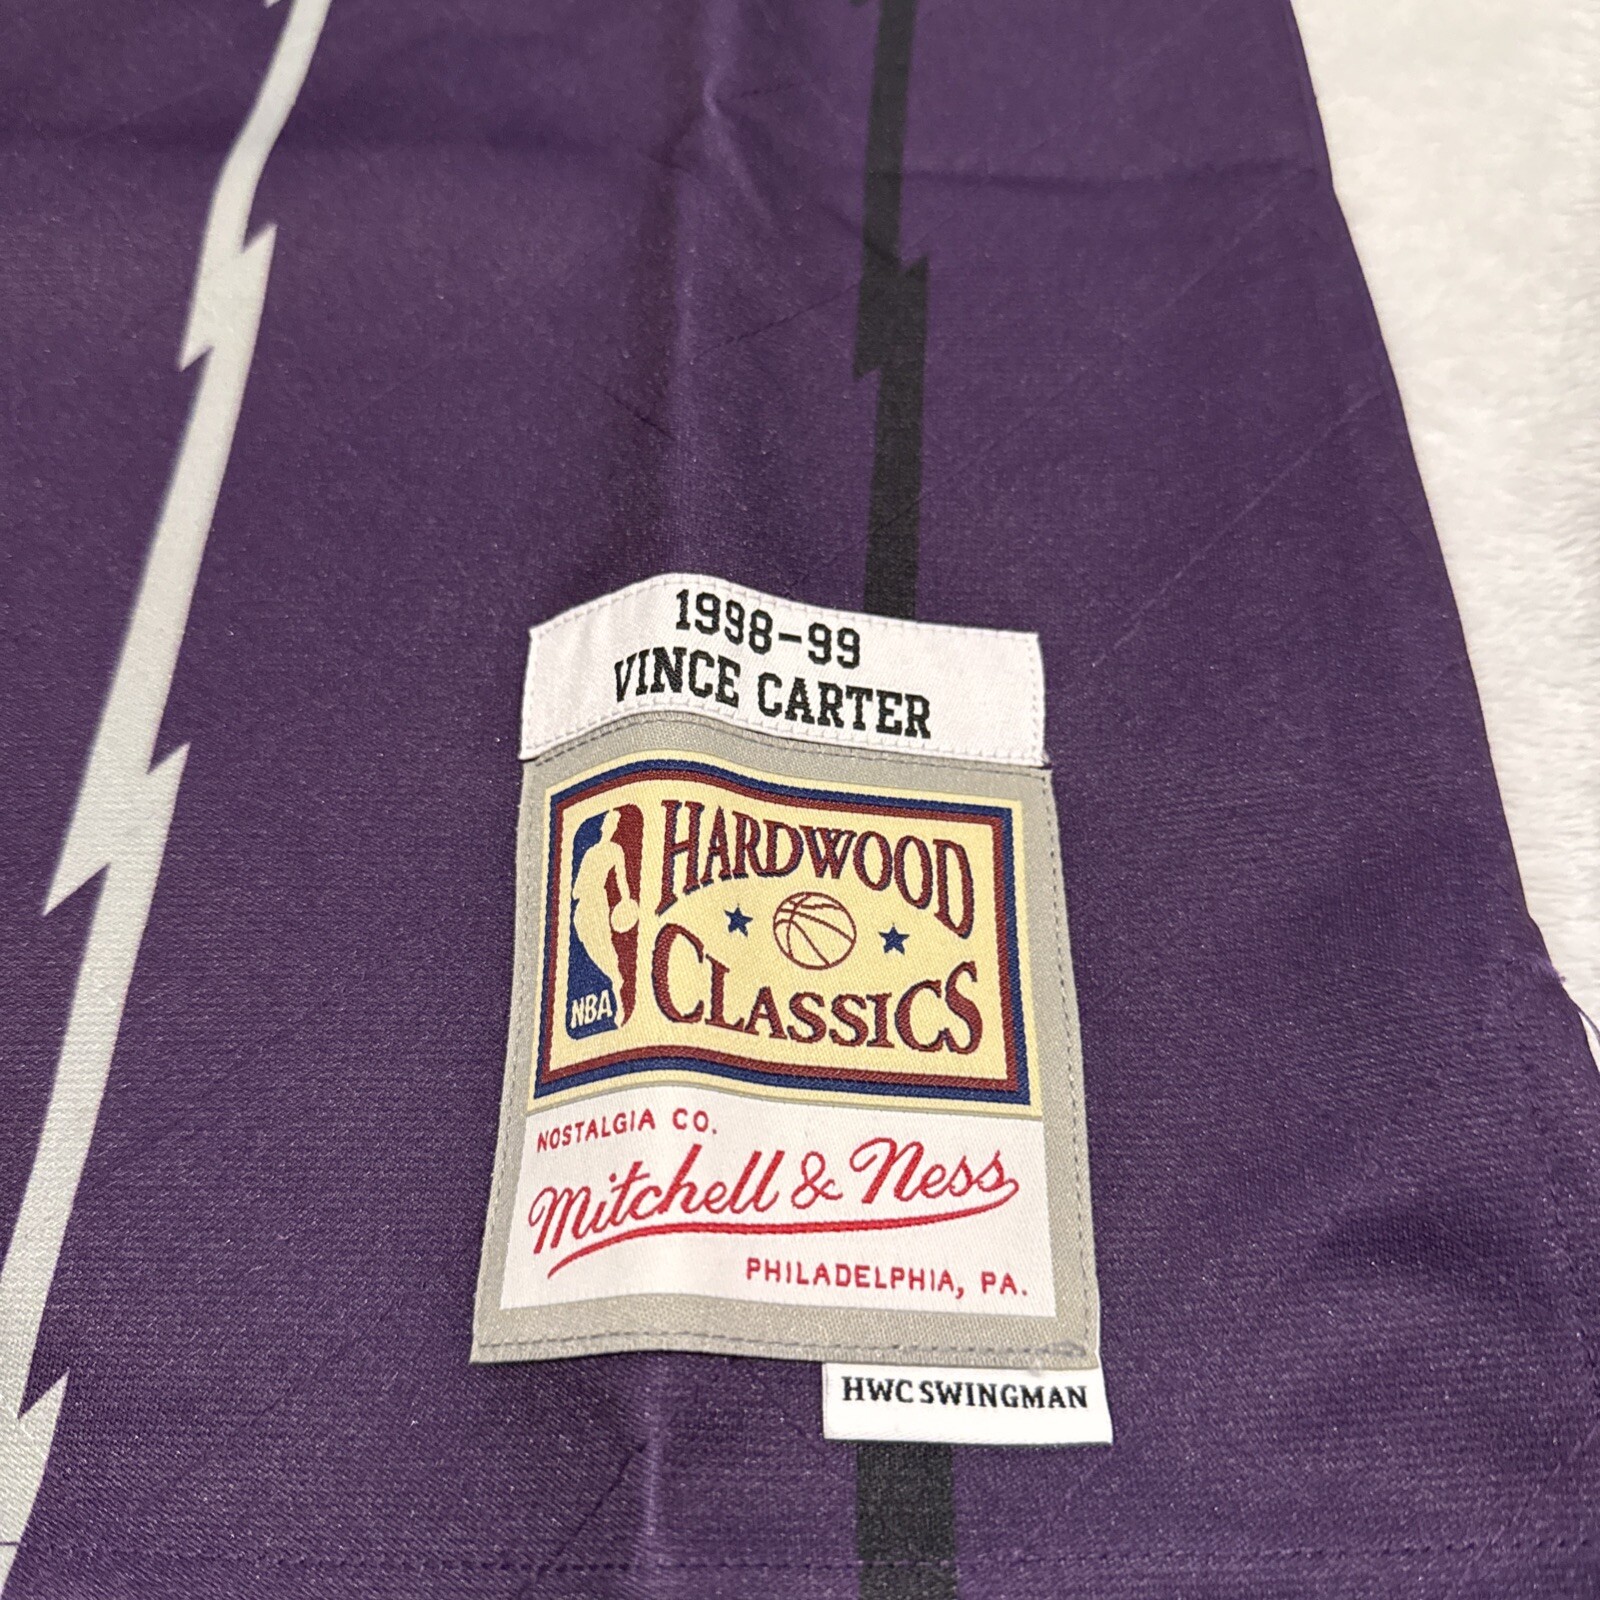 1998-99
VINCE CARTER
HARDWOOD
CLASSICS
NBA
NOSTALGIA CO.
Mitchell & Ness
PHILADELPHIA, PA.
HWC SWINGMAN